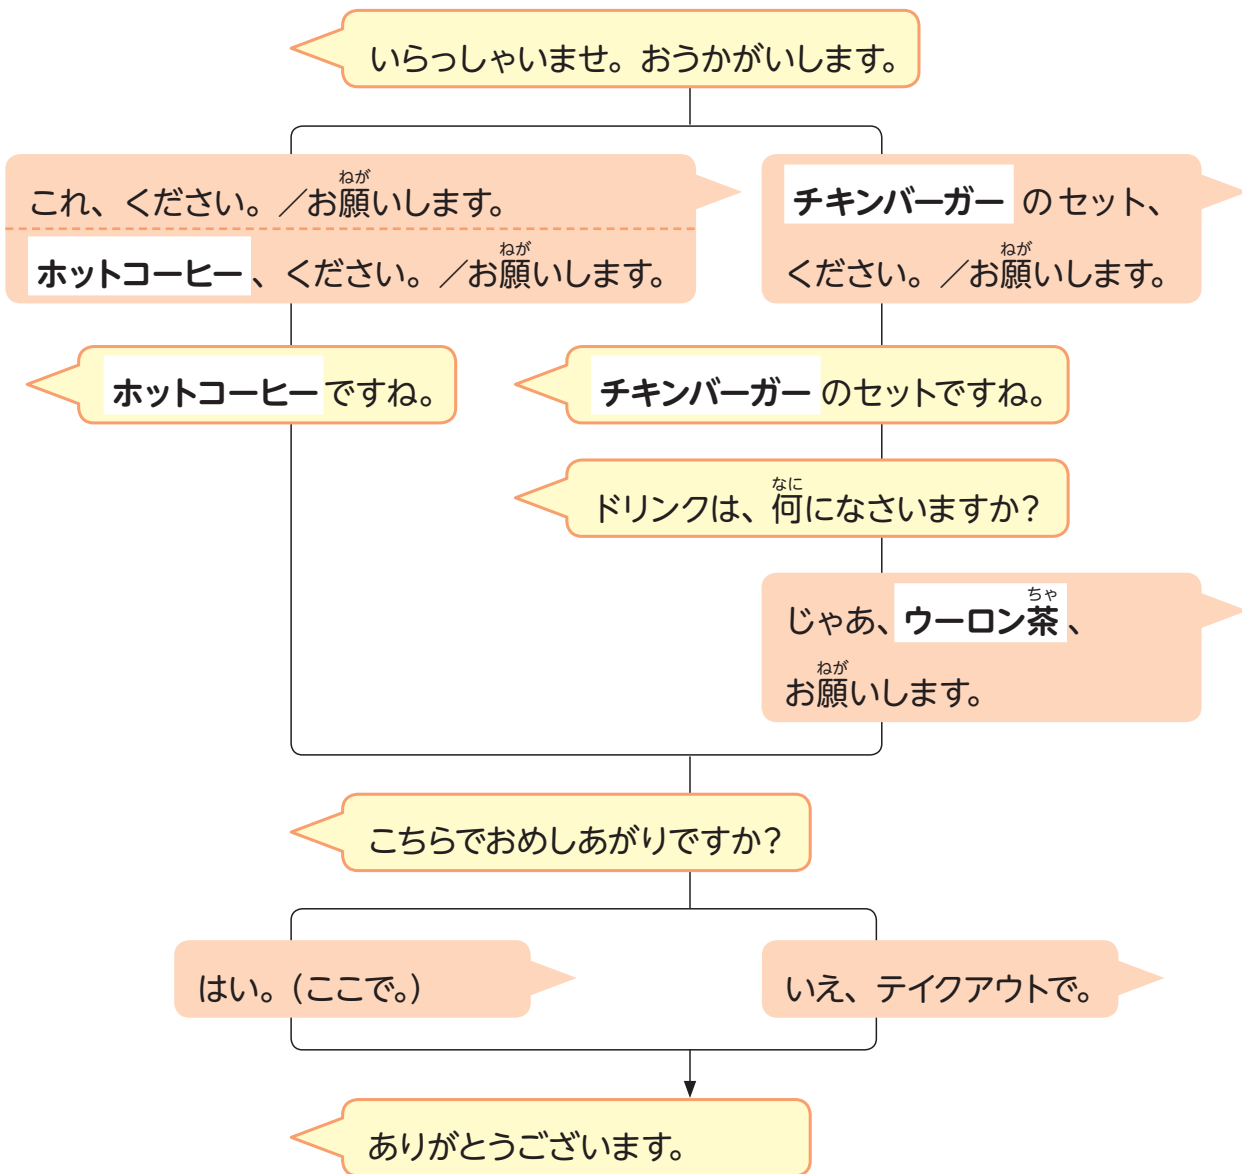 いらっしゃいませ。おうかがいします。
これ、ください。／お願いします。
ねが
ホットコーヒー、ください。／お願いします。
ねが
チキンバーガー のセット、
ください。／お願いします。
ねが
ホットコーヒーですね。
チキンバーガーのセットですね。
ドリンクは、何になさいますか？
なに
じゃあ、ウーロン茶、
ちゃ
お願いします。
ねが
こちらでおめしあがりですか？
はい。（ここで。）
いえ、テイクアウトで。
ありがとうございます。